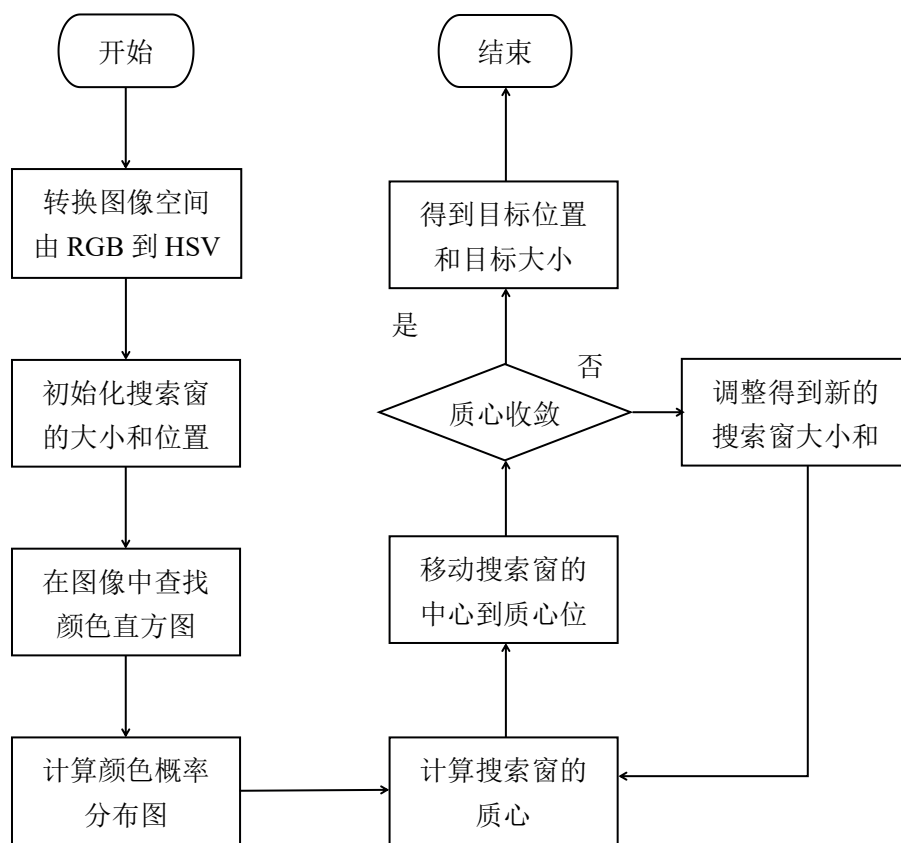 开始
转换图像空间
由 RGB 到 HSV
初始化搜索窗
的大小和位置
在图像中查找
颜色直方图
计算颜色概率
分布图
计算搜索窗的
质心
移动搜索窗的
中心到质心位
质心收敛
是
否
调整得到新的
搜索窗大小和
得到目标位置
和目标大小
结束